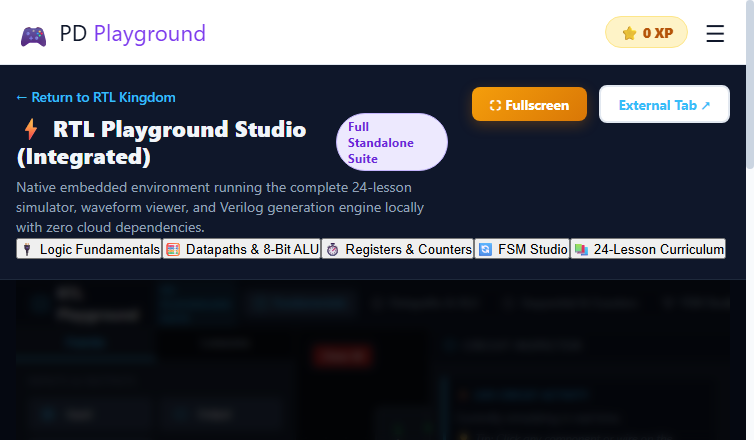 PD Playground
0 XP
← Return to RTL Kingdom
Fullscreen
External Tab ↗
RTL Playground Studio
(Integrated)
Full
Standalone
Suite
Native embedded environment running the complete 24-lesson
simulator, waveform viewer, and Verilog generation engine locally
with zero cloud dependencies.
Logic Fundamentals
Datapaths & 8-Bit ALU
Registers & Counters
FSM Studio
24-Lesson Curriculum
RTL
Playground